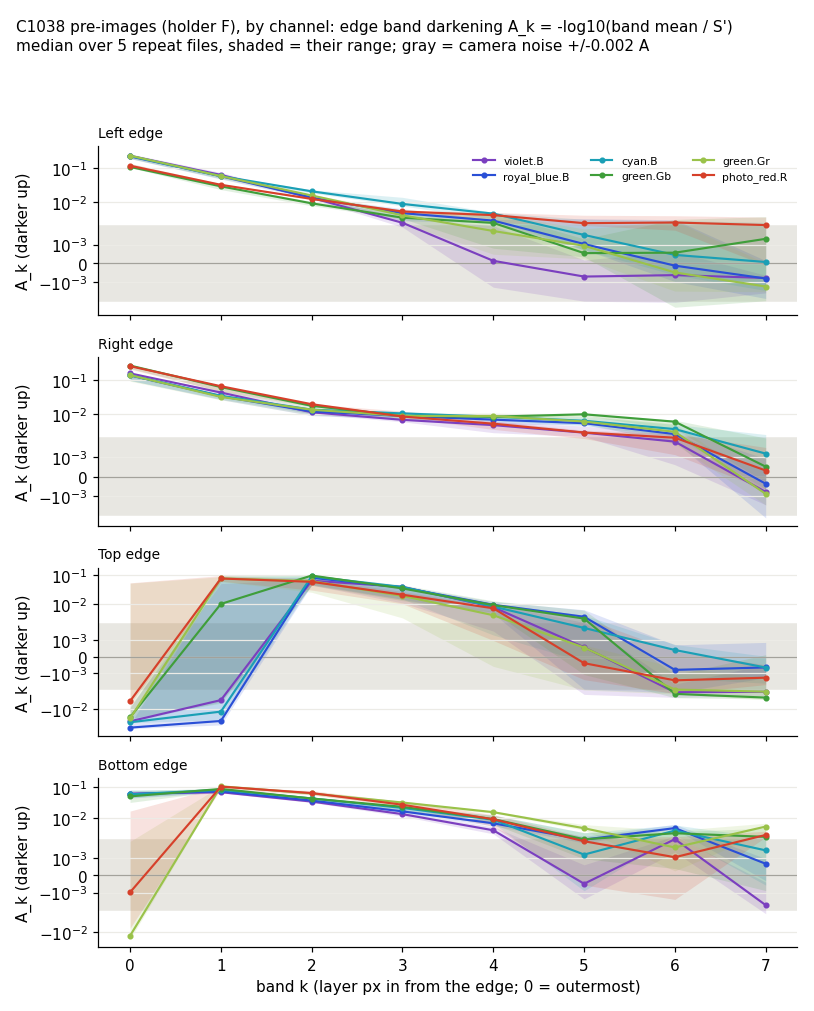 C1038 pre-images (holder F), by channel: edge band darkening A_k = -log10(band mean / S')
median over 5 repeat files, shaded = their range; gray = camera noise +/-0.002 A
Left edge
violet.B
royal_blue.B
cyan.B
green.Gb
green.Gr
photo_red.R
A_k (darker up)
10⁻¹
10⁻²
10⁻³
0
−10⁻³
Right edge
A_k (darker up)
10⁻¹
10⁻²
10⁻³
0
−10⁻³
Top edge
A_k (darker up)
10⁻¹
10⁻²
10⁻³
0
−10⁻³
−10⁻²
Bottom edge
A_k (darker up)
10⁻¹
10⁻²
10⁻³
0
−10⁻³
−10⁻²
0 1 2 3 4 5 6 7
band k (layer px in from the edge; 0 = outermost)